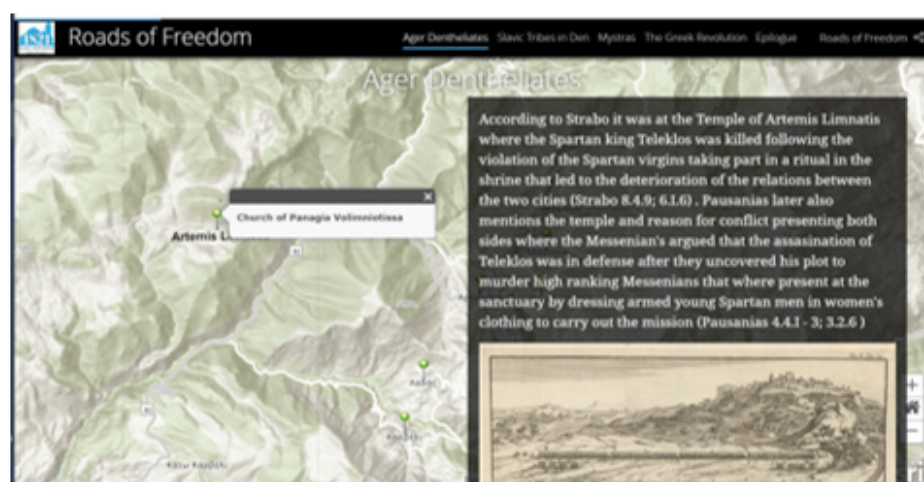 Roads of Freedom
Ager Dentheliates Slavic Tribes in Den Mystras The Greek Revolution Epilogue Roads of Freedom
Ager Dentheliates
According to Strabo it was at the Temple of Artemis Limnatis
where the Spartan king Teleklos was killed following the
violation of the Spartan virgins taking part in a ritual in the
shrine that led to the deterioration of the relations between
the two cities (Strabo 8.4.9; 6.1.6) . Pausanias later also
mentions the temple and reason for conflict presenting both
sides where the Messenian's argued that the assasination of
Teleklos was in defense after they uncovered his plot to
murder high ranking Messenians that where present at the
sanctuary by dressing armed young Spartan men in women's
clothing to carry out the mission (Pausanias 4.4.1 - 3; 3.2.6 )
Church of Panagia Volimniotissa
Artemis